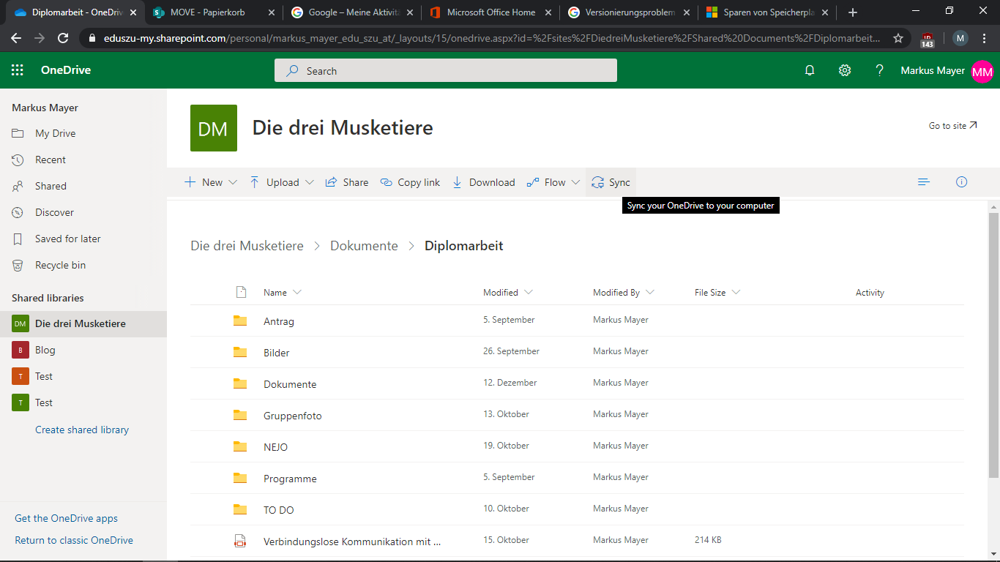 Diplomarbeit - OneDriv
MOVE - Papierkorb
Google – Meine Aktivitä
Microsoft Office Home
Versionierungsproblem
Sparen von Speicherpla
eduszu-my.sharepoint.com/personal/markus_mayer_edu_szu_at/_layouts/15/onedrive.aspx?id=%2Fsites%2FDiedreiMusketiere%2FShared%20Documents%2FDiplomarbeit...
143
M
OneDrive
Search
Markus Mayer
MM
Markus Mayer
My Drive
Recent
Shared
Discover
Saved for later
Recycle bin
Shared libraries
DM Die drei Musketiere
B Blog
T Test
T Test
Create shared library
Get the OneDrive apps
Return to classic OneDrive
DM
Die drei Musketiere
Go to site
New
Upload
Share
Copy link
Download
Flow
Sync
Sync your OneDrive to your computer
Die drei Musketiere > Dokumente > Diplomarbeit
Name Modified Modified By File Size Activity
Antrag 5. September Markus Mayer
Bilder 26. September Markus Mayer
Dokumente 12. Dezember Markus Mayer
Gruppenfoto 13. Oktober Markus Mayer
NEJO 19. Oktober Markus Mayer
Programme 5. September Markus Mayer
TO DO 10. Oktober Markus Mayer
Verbindungslose Kommunikation mit ... 15. Oktober Markus Mayer 214 KB